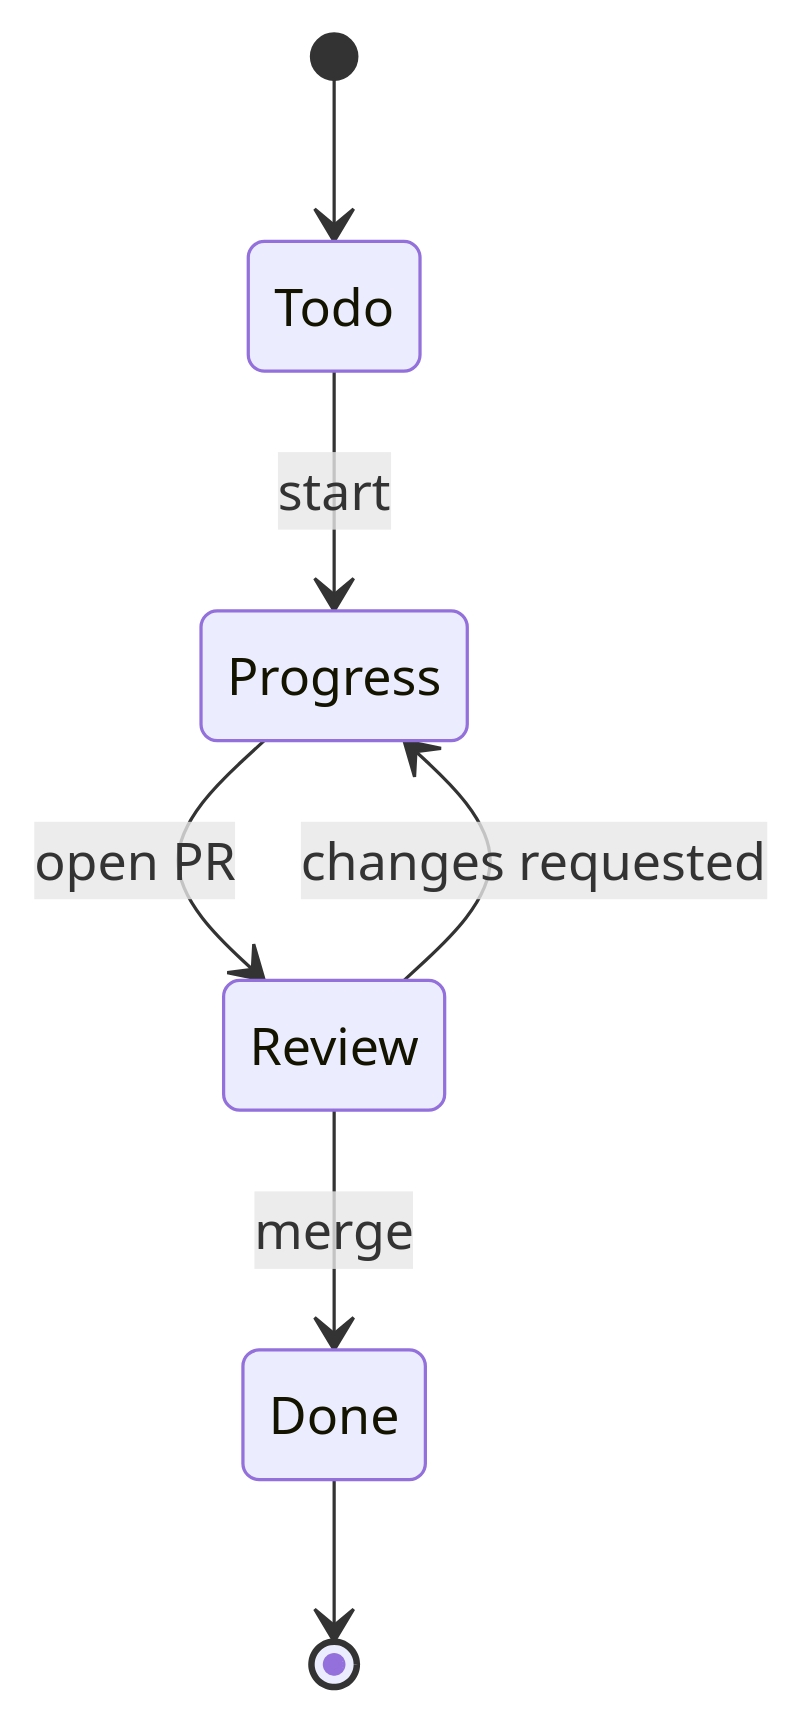 Todo
start
Progress
open PR
changes requested
Review
merge
Done